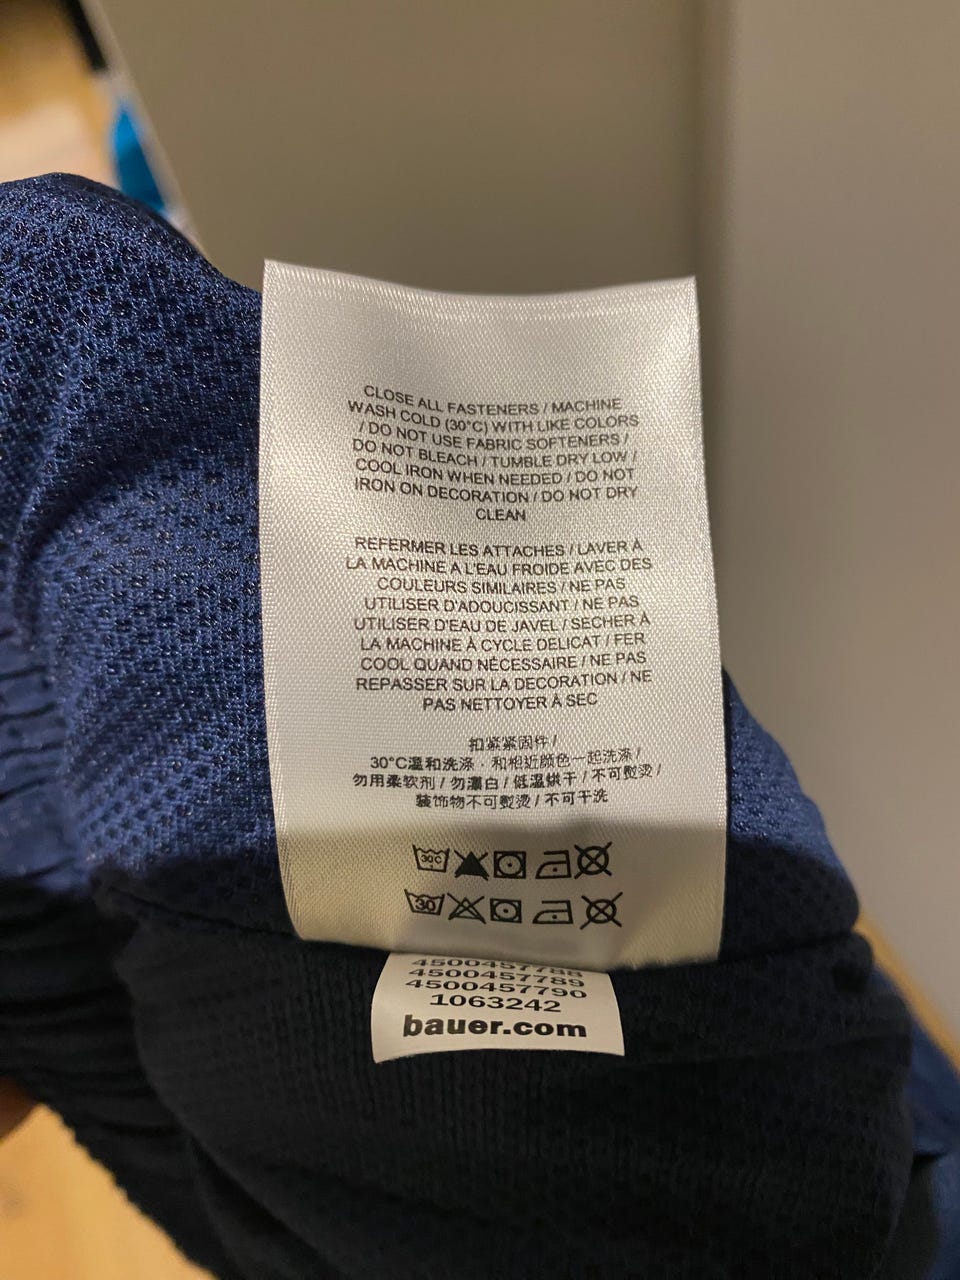 CLOSE ALL FASTENERS / MACHINE
WASH COLD (30°C) WITH LIKE COLORS
/ DO NOT USE FABRIC SOFTENERS /
DO NOT BLEACH / TUMBLE DRY LOW /
COOL IRON WHEN NEEDED / DO NOT
IRON ON DECORATION / DO NOT DRY
CLEAN
REFERMER LES ATTACHES / LAVER À
LA MACHINE A L'EAU FROIDE AVEC DES
COULEURS SIMILAIRES / NE PAS
UTILISER D'ADOUCISSANT / NE PAS
UTILISER D'EAU DE JAVEL / SECHER À
LA MACHINE À CYCLE DELICAT / FER
COOL QUAND NÉCESSAIRE / NE PAS
REPASSER SUR LA DECORATION / NE
PAS NETTOYER À SEC
扣紧紧固件 /
30°C温和洗涤 · 和相近颜色一起洗涤 /
勿用柔软剂 / 勿漂白 / 低温烘干 / 不可熨烫 /
装饰物不可熨烫 / 不可干洗
30°C
30
4500457788
4500457789
4500457790
1063242
bauer.com